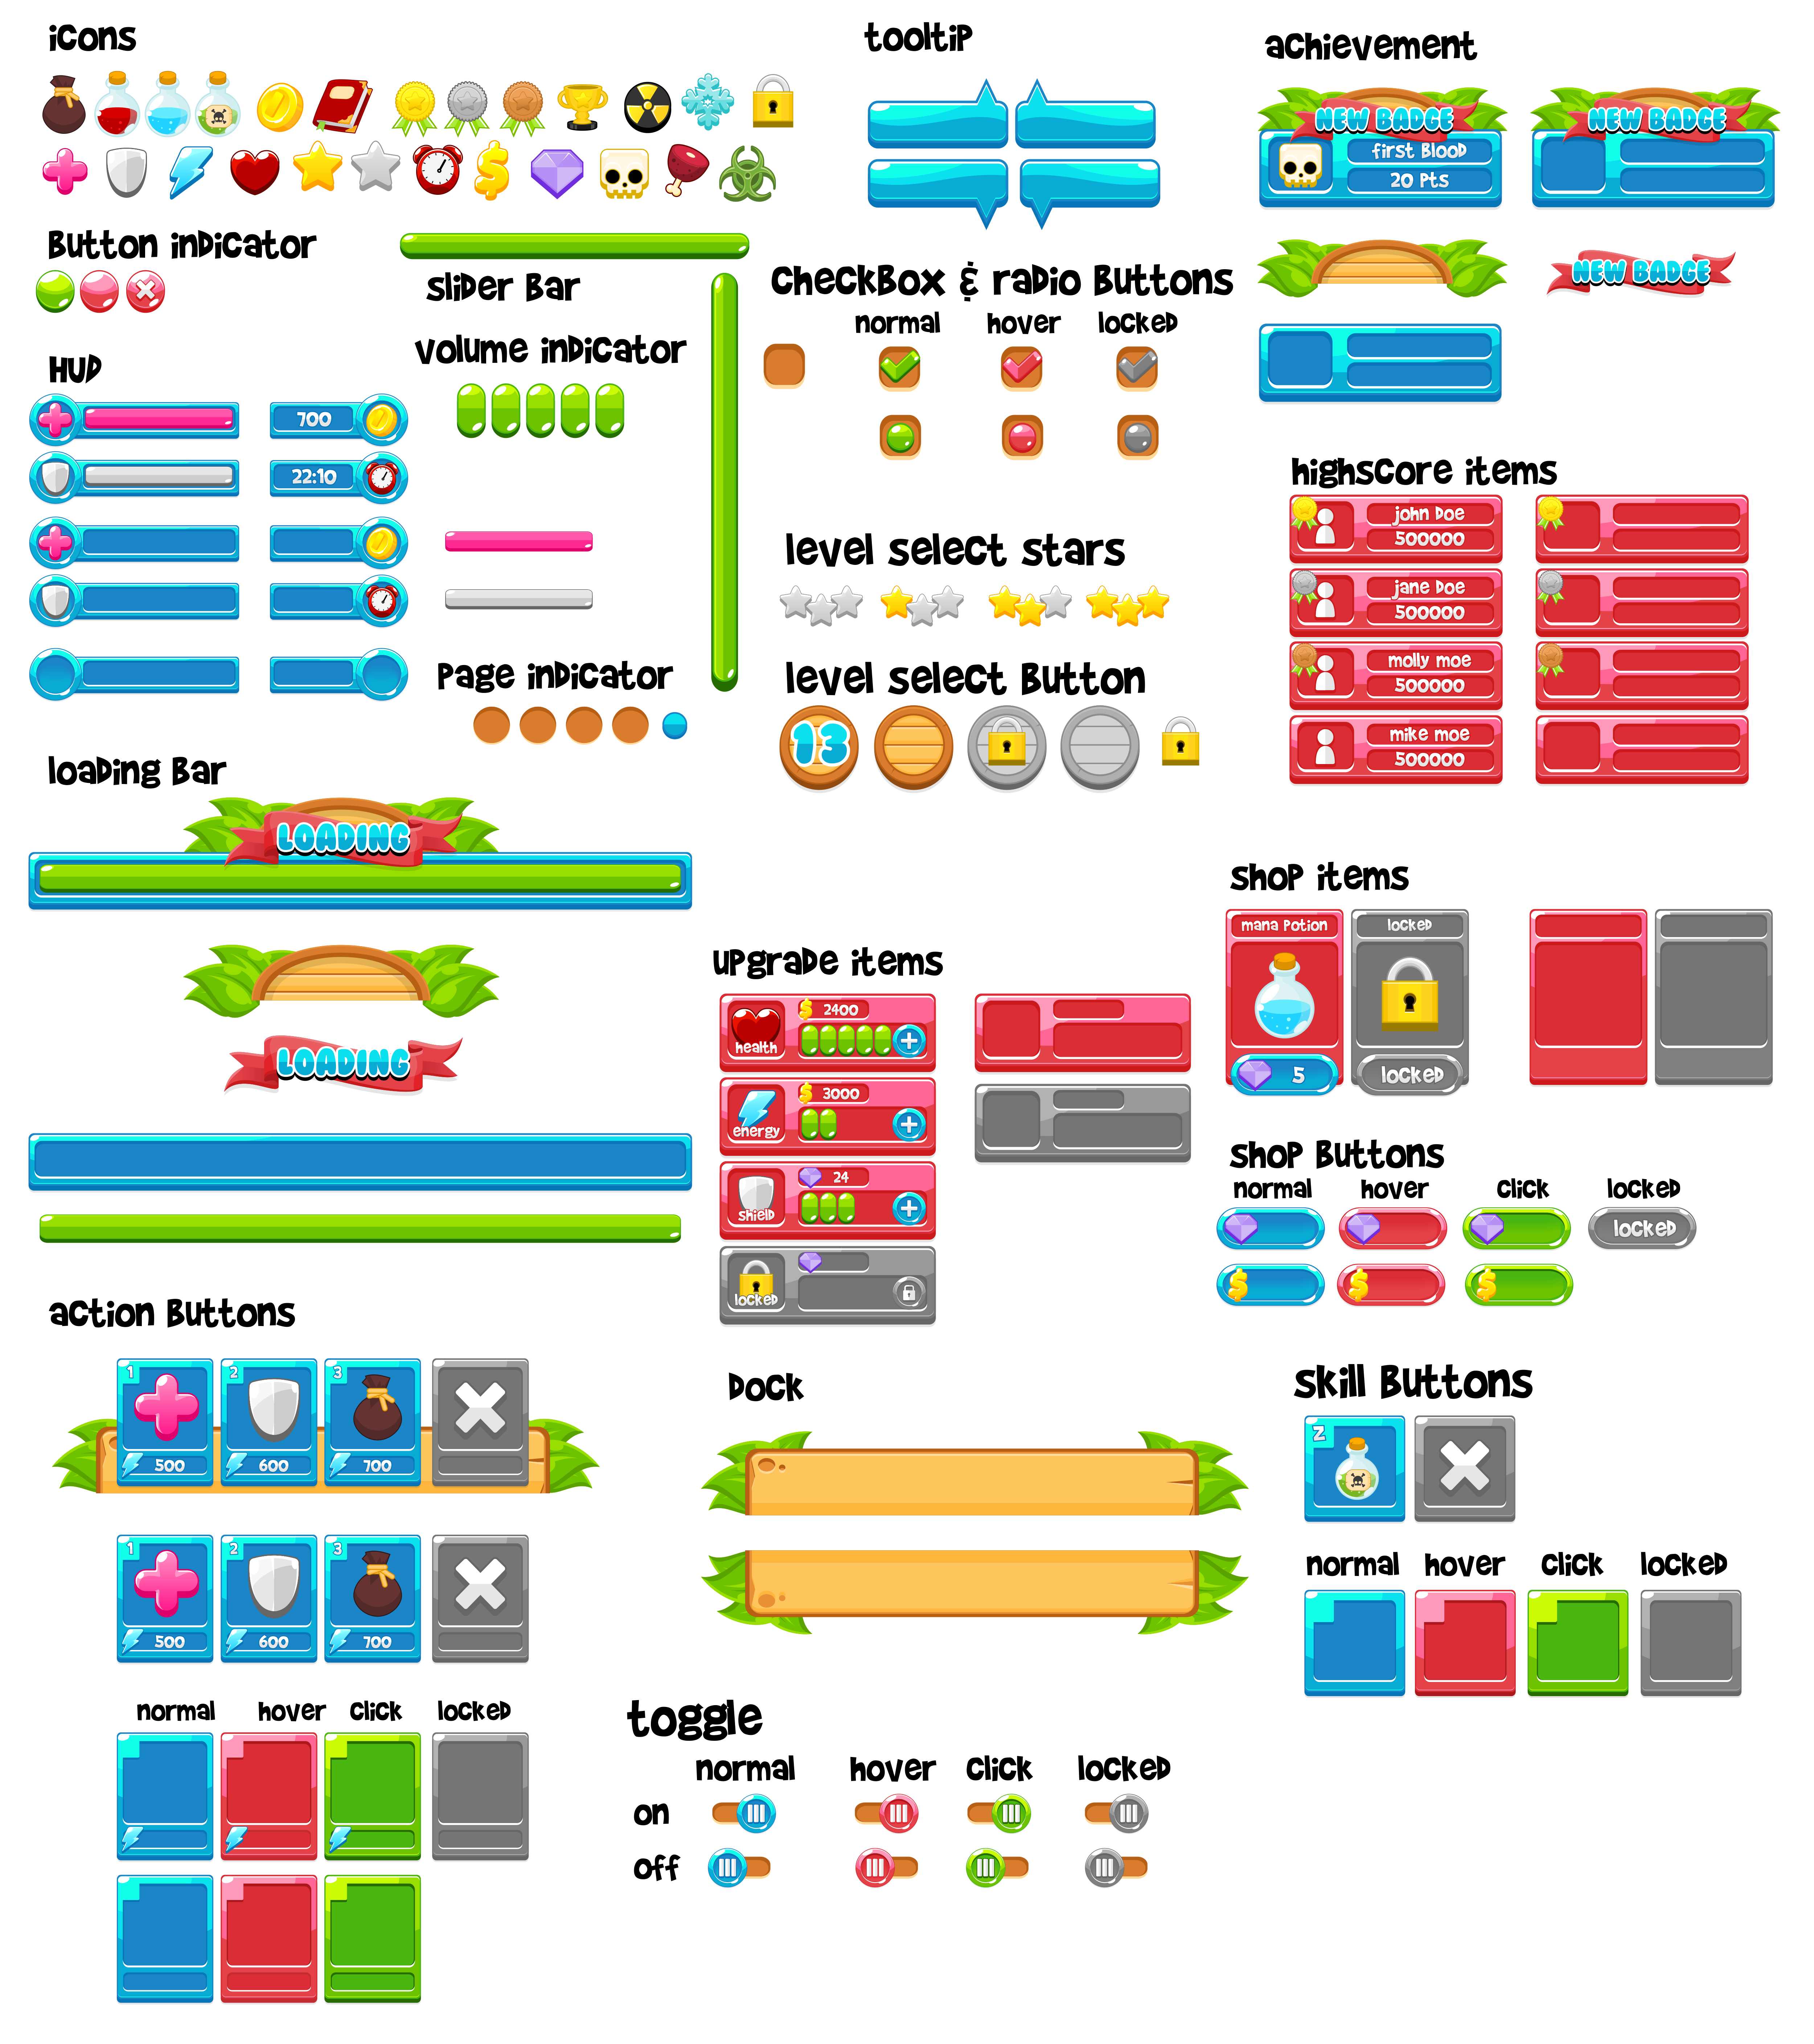 icons
tooltip
achievement
NEW BADGE
first Blood
20 Pts
NEW BADGE
NEW BADGE
Button indicator
slider Bar
checkBox & radio Buttons
normal hover locked
volume indicator
HUD
700
22:10
highscore items
john Doe
500000
jane Doe
500000
molly moe
500000
mike moe
500000
level select stars
page indicator
level select Button
13
loading Bar
LOADING
LOADING
shop items
mana Potion
5
locked
locked
upgrade items
health
2400
energy
3000
shield
24
locked
shop Buttons
normal hover click locked
locked
action Buttons
1 2 3
500 600 700
1 2 3
500 600 700
normal hover click locked
Dock
skill Buttons
Z
normal hover click locked
toggle
normal hover click locked
on
off